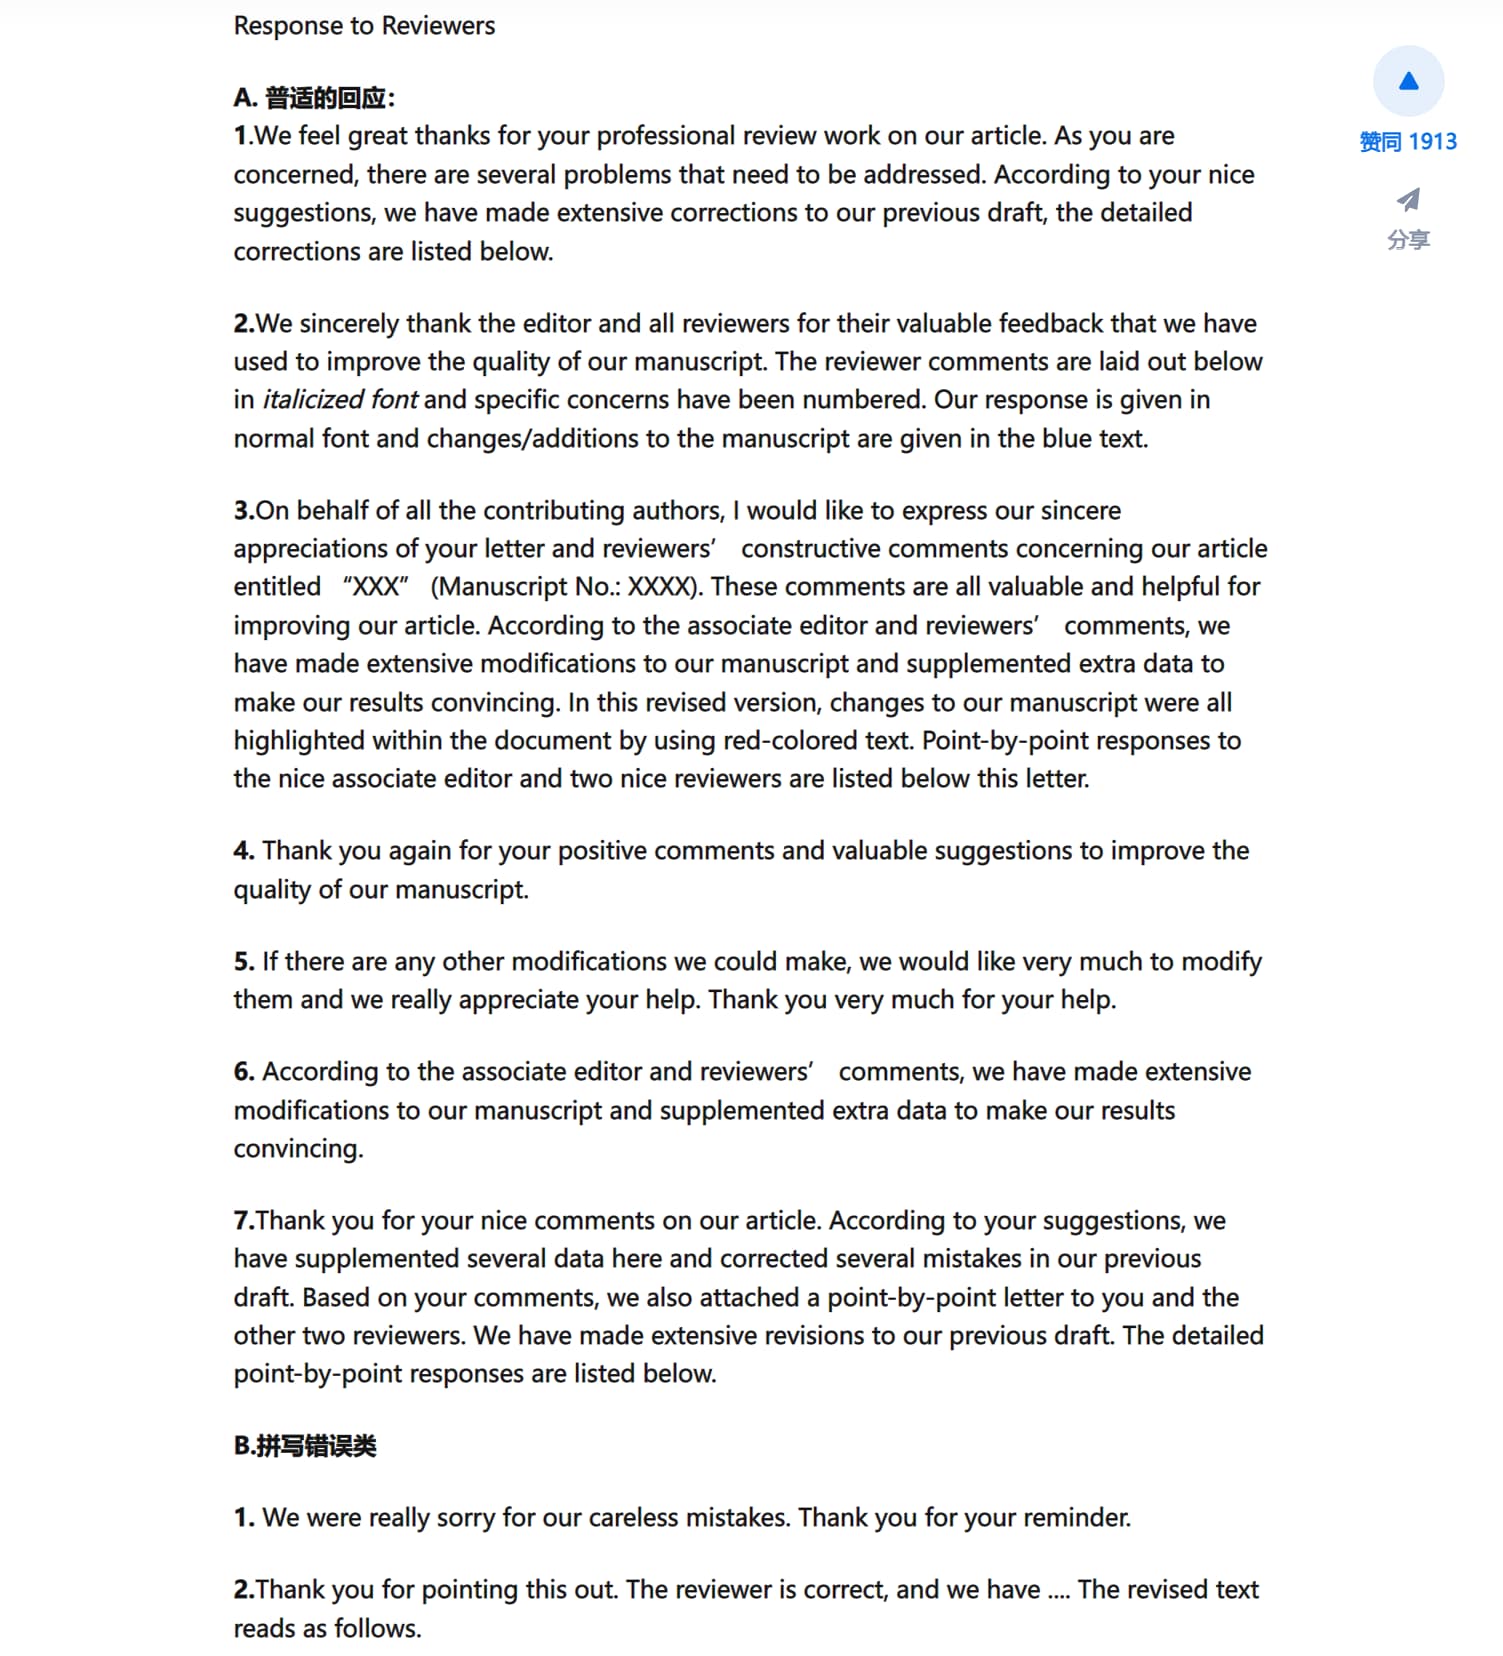 Response to Reviewers
A. 普适的回应：
1.We feel great thanks for your professional review work on our article. As you are
concerned, there are several problems that need to be addressed. According to your nice
suggestions, we have made extensive corrections to our previous draft, the detailed
corrections are listed below.
2.We sincerely thank the editor and all reviewers for their valuable feedback that we have
used to improve the quality of our manuscript. The reviewer comments are laid out below
in italicized font and specific concerns have been numbered. Our response is given in
normal font and changes/additions to the manuscript are given in the blue text.
3.On behalf of all the contributing authors, I would like to express our sincere
appreciations of your letter and reviewers’ constructive comments concerning our article
entitled “XXX” (Manuscript No.: XXXX). These comments are all valuable and helpful for
improving our article. According to the associate editor and reviewers’ comments, we
have made extensive modifications to our manuscript and supplemented extra data to
make our results convincing. In this revised version, changes to our manuscript were all
highlighted within the document by using red-colored text. Point-by-point responses to
the nice associate editor and two nice reviewers are listed below this letter.
4. Thank you again for your positive comments and valuable suggestions to improve the
quality of our manuscript.
5. If there are any other modifications we could make, we would like very much to modify
them and we really appreciate your help. Thank you very much for your help.
6. According to the associate editor and reviewers’ comments, we have made extensive
modifications to our manuscript and supplemented extra data to make our results
convincing.
7.Thank you for your nice comments on our article. According to your suggestions, we
have supplemented several data here and corrected several mistakes in our previous
draft. Based on your comments, we also attached a point-by-point letter to you and the
other two reviewers. We have made extensive revisions to our previous draft. The detailed
point-by-point responses are listed below.
B.拼写错误类
1. We were really sorry for our careless mistakes. Thank you for your reminder.
2.Thank you for pointing this out. The reviewer is correct, and we have .... The revised text
reads as follows.
赞同 1913
分享